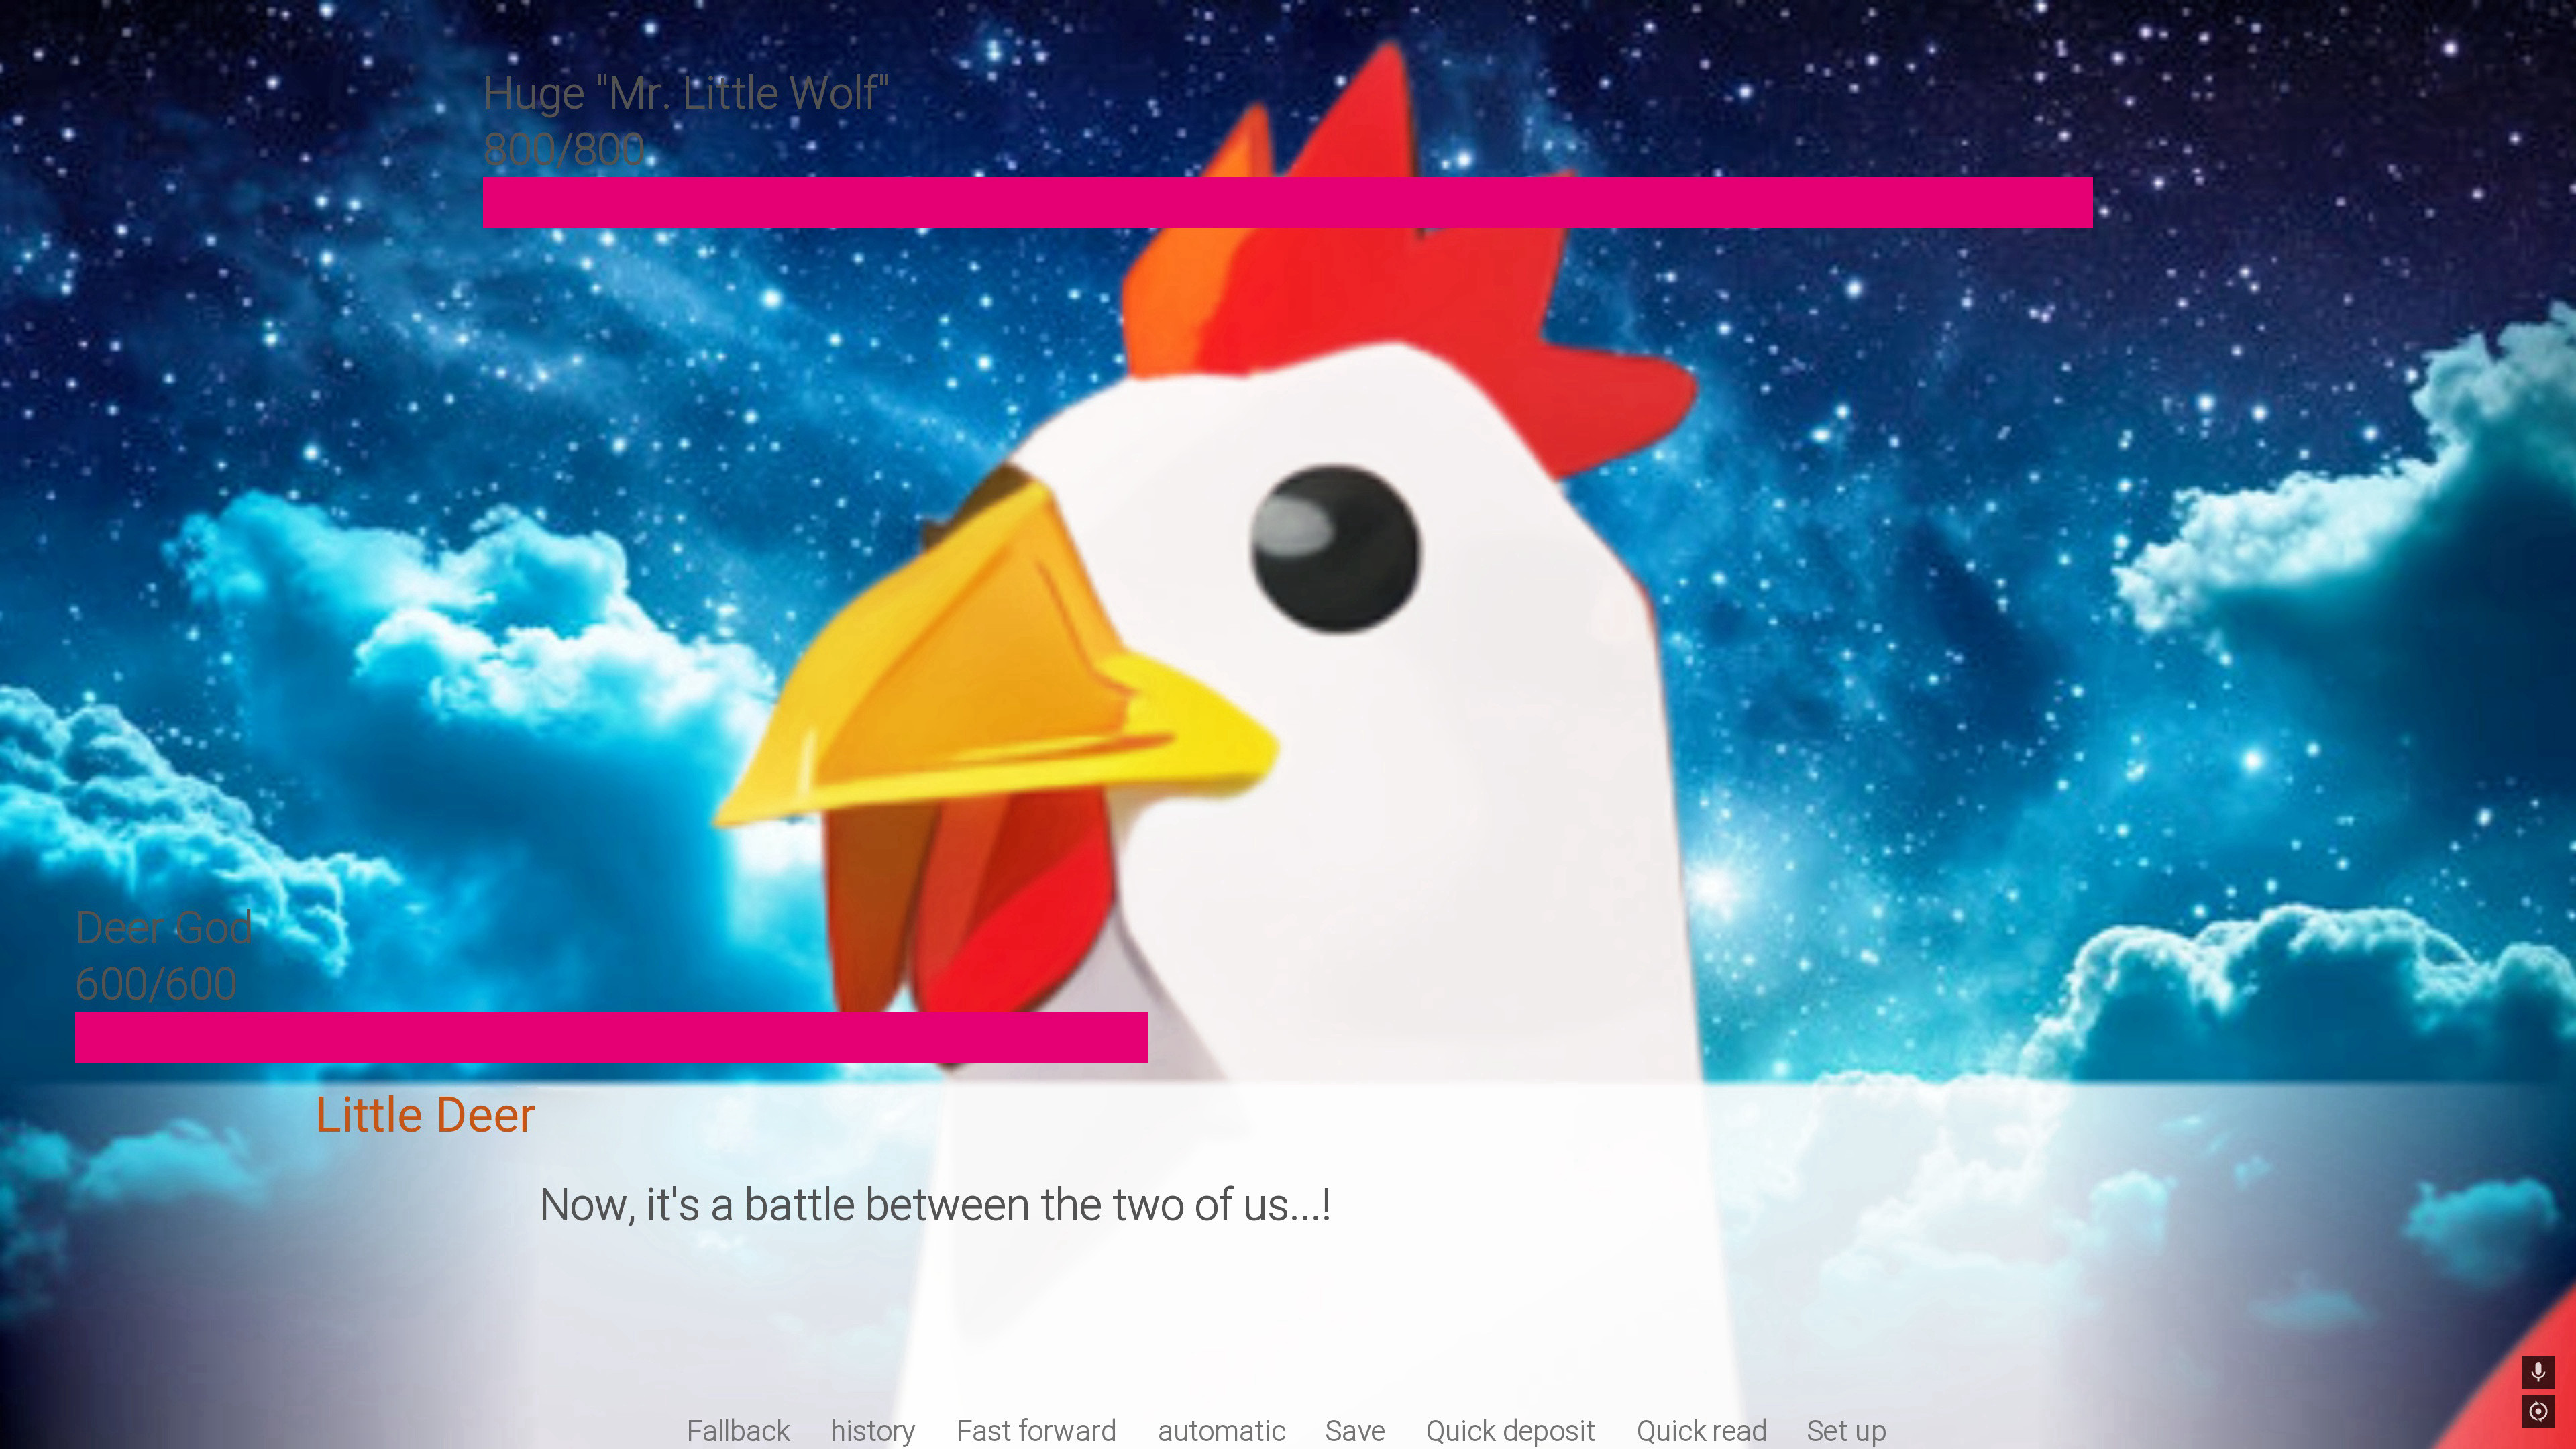 Huge "Mr. Little Wolf"
800/800
Deer God
600/600
Little Deer
Now, it's a battle between the two of us...!
Fallback history Fast forward automatic Save Quick deposit Quick read Set up